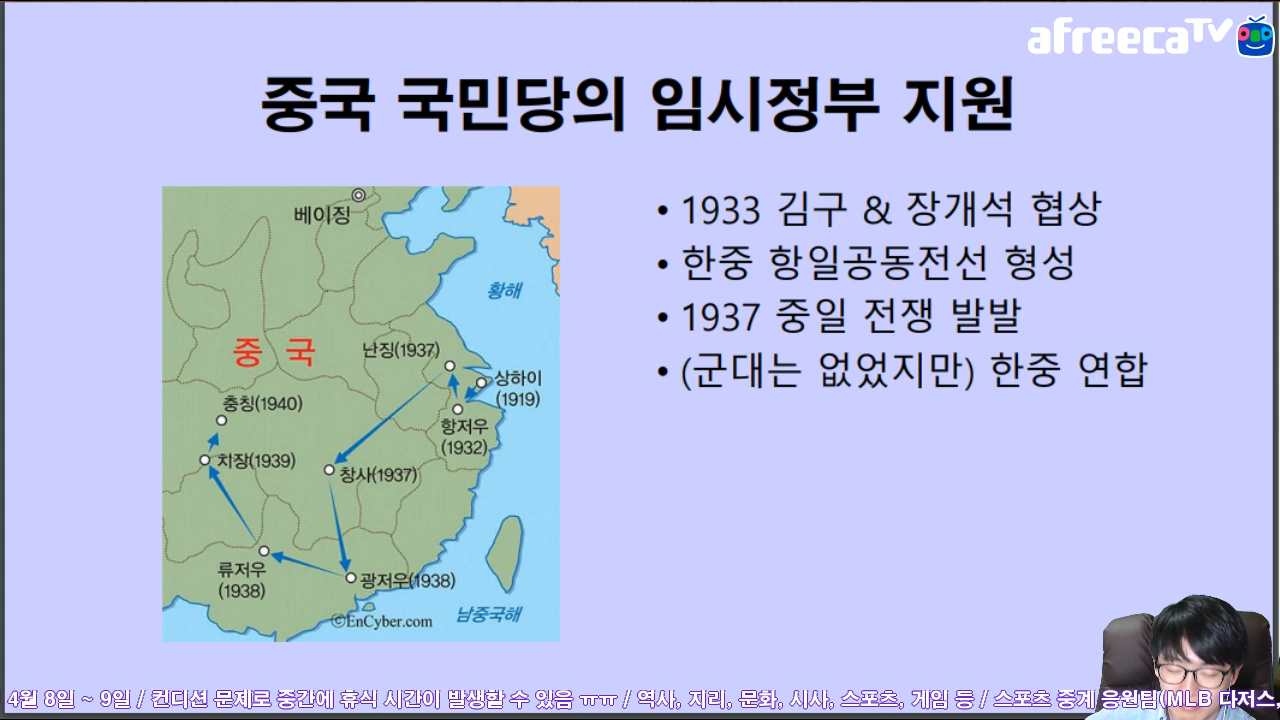 afreecaTV
중국 국민당의 임시정부 지원
베이징
황해
중 국
난징(1937)
상하이
(1919)
충칭(1940)
항저우
(1932)
치장(1939)
창사(1937)
류저우
(1938)
광저우(1938)
©EnCyber.com
남중국해
• 1933 김구 & 장개석 협상
• 한중 항일공동전선 형성
• 1937 중일 전쟁 발발
• (군대는 없었지만) 한중 연합
4월 8일 ~ 9일 / 컨디션 문제로 중간에 휴식 시간이 발생할 수 있음 ㅠㅠ / 역사, 지리, 문화, 시사, 스포츠, 게임 등 / 스포츠 중계 응원팀(MLB 다저스,